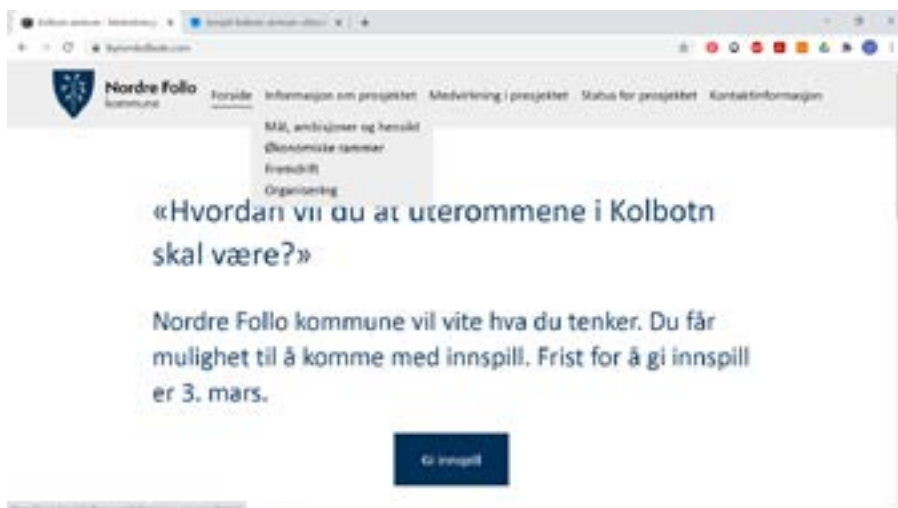 Nordre Follo
kommune
Forside Informasjon om prosjektet Medvirkning i prosjektet Status for prosjektet Kontaktinformasjon
Mål, ambisjoner og hensikt
Økonomiske rammer
Fremdrift
Organisering
«Hvordan vil du at uterommene i Kolbotn
skal være?»
Nordre Follo kommune vil vite hva du tenker. Du får
mulighet til å komme med innspill. Frist for å gi innspill
er 3. mars.
Gi innspill